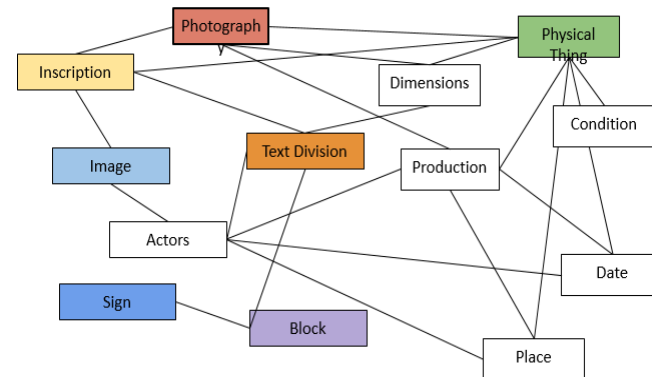 Photograph
y
Physical
Thing
Inscription
Dimensions
Condition
Text Division
Image
Production
Actors
Date
Sign
Block
Place